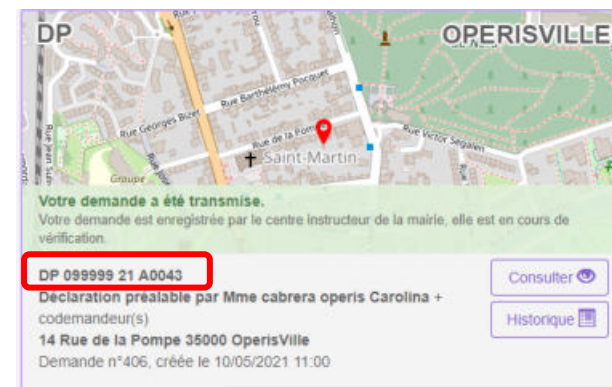 DP
OPERISVILLE
Rue Barthélemy Pocquet
Rue Georges Bizet
Rue de la Pom
Rue Victor Segalen
Saint-Martin
Rue Jean
Groupe
Votre demande a été transmise.
Votre demande est enregistrée par le centre instructeur de la mairie, elle est en cours de
vérification.
DP 099999 21 A0043
Consulter
Déclaration préalable par Mme cabrera operis Carolina +
codemandeur(s)
Historique
14 Rue de la Pompe 35000 OperisVille
Demande n°406, créée le 10/05/2021 11:00